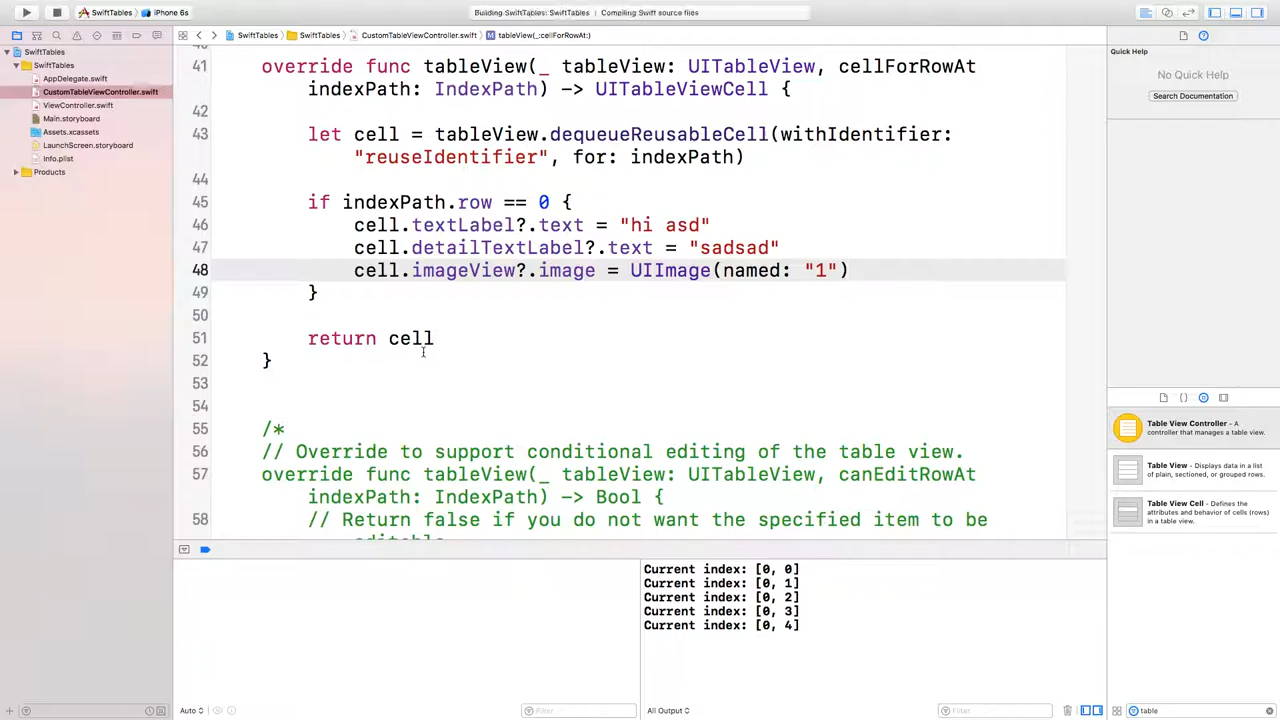 SwiftTables
iPhone 6s
Building SwiftTables: SwiftTables
Compiling Swift source files
SwiftTables
SwiftTables
CustomTableViewController.swift
tableView(_:cellForRowAt:)
SwiftTables
SwiftTables
AppDelegate.swift
CustomTableViewController.swift
ViewController.swift
Main.storyboard
Assets.xcassets
LaunchScreen.storyboard
Info.plist
Products
41 override func tableView(_ tableView: UITableView, cellForRowAt
indexPath: IndexPath) -> UITableViewCell {
42
43 let cell = tableView.dequeueReusableCell(withIdentifier:
"reuseIdentifier", for: indexPath)
44
45 if indexPath.row == 0 {
46 cell.textLabel?.text = "hi asd"
47 cell.detailTextLabel?.text = "sadsad"
48 cell.imageView?.image = UIImage(named: "1")
49 }
50
51 return cell
52 }
53
54
55 /*
56 // Override to support conditional editing of the table view.
57 override func tableView(_ tableView: UITableView, canEditRowAt
indexPath: IndexPath) -> Bool {
58 // Return false if you do not want the specified item to be
Current index: [0, 0]
Current index: [0, 1]
Current index: [0, 2]
Current index: [0, 3]
Current index: [0, 4]
Auto
Filter
All Output
Filter
Quick Help
No Quick Help
Search Documentation
Table View Controller - A
controller that manages a table view.
Table View - Displays data in a list
of plain, sectioned, or grouped rows.
Table View Cell - Defines the
attributes and behavior of cells (rows)
in a table view.
table